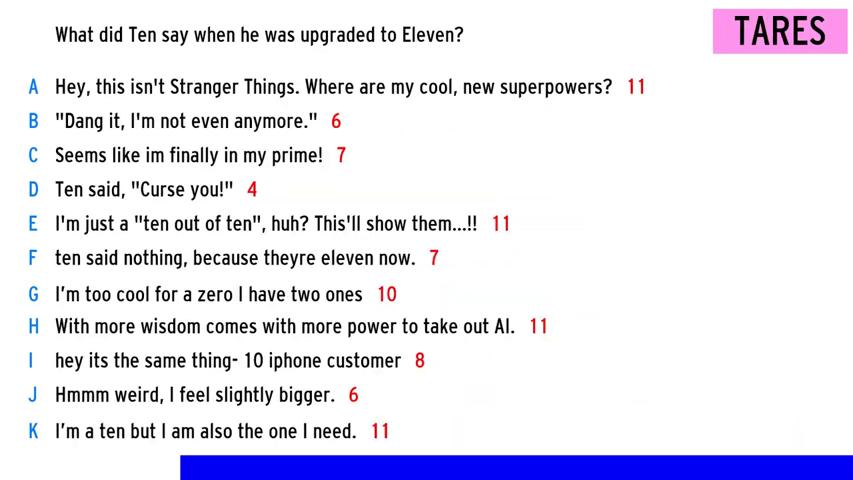 What did Ten say when he was upgraded to Eleven?
TARES
A Hey, this isn't Stranger Things. Where are my cool, new superpowers? 11
B "Dang it, I'm not even anymore." 6
C Seems like im finally in my prime! 7
D Ten said, "Curse you!" 4
E I'm just a "ten out of ten", huh? This'll show them...!! 11
F ten said nothing, because theyre eleven now. 7
G I’m too cool for a zero I have two ones 10
H With more wisdom comes with more power to take out AI. 11
I hey its the same thing- 10 iphone customer 8
J Hmmm weird, I feel slightly bigger. 6
K I’m a ten but I am also the one I need. 11